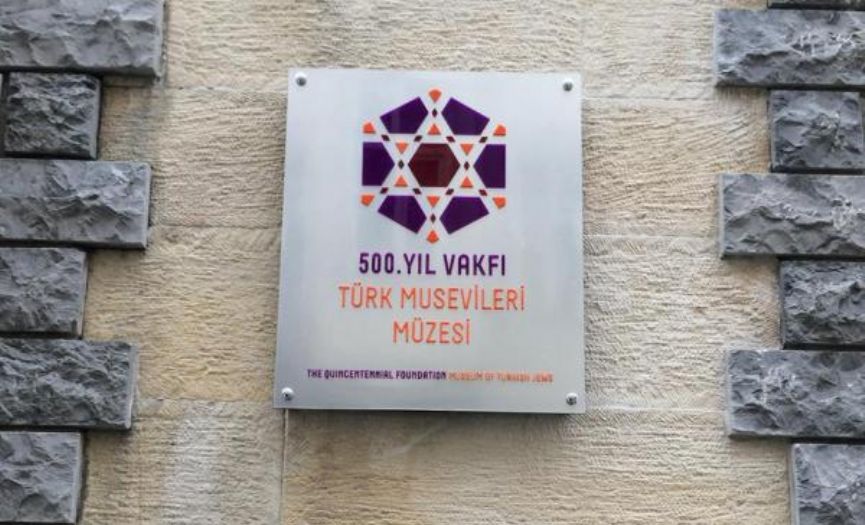 500.YIL VAKFI
TÜRK MUSEVİLERİ
MÜZESİ
THE QUINCENTENNIAL FOUNDATION MUSEUM OF TURKISH JEWS